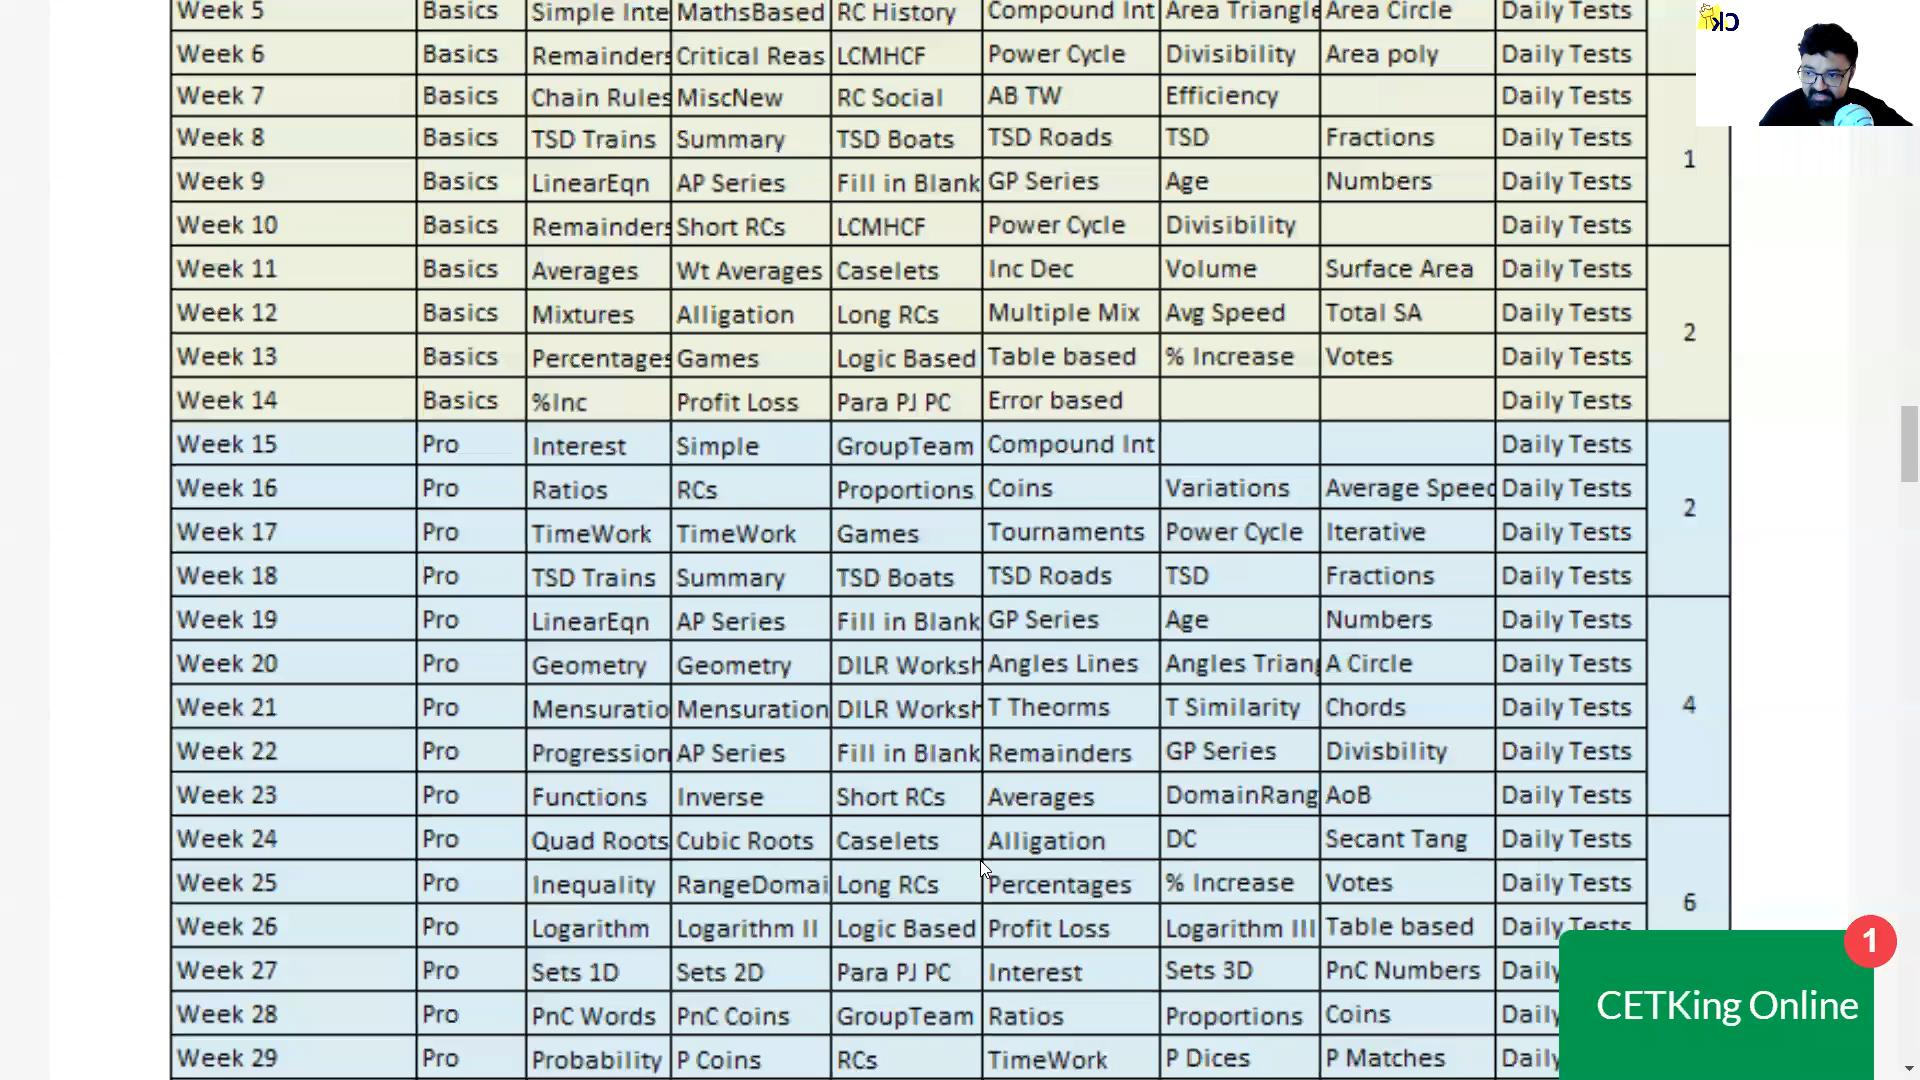 Week 5 Basics Simple Inte MathsBased RC History Compound Int Area Triangle Area Circle Daily Tests
Week 6 Basics Remainders Critical Reas LCMHCF Power Cycle Divisibility Area poly Daily Tests
Week 7 Basics Chain Rules MiscNew RC Social AB TW Efficiency Daily Tests
Week 8 Basics TSD Trains Summary TSD Boats TSD Roads TSD Fractions Daily Tests
1
Week 9 Basics LinearEqn AP Series Fill in Blank GP Series Age Numbers Daily Tests
Week 10 Basics Remainders Short RCs LCMHCF Power Cycle Divisibility Daily Tests
Week 11 Basics Averages Wt Averages Caselets Inc Dec Volume Surface Area Daily Tests
Week 12 Basics Mixtures Alligation Long RCs Multiple Mix Avg Speed Total SA Daily Tests
2
Week 13 Basics Percentages Games Logic Based Table based % Increase Votes Daily Tests
Week 14 Basics %Inc Profit Loss Para PJ PC Error based Daily Tests
Week 15 Pro Interest Simple GroupTeam Compound Int Daily Tests
Week 16 Pro Ratios RCs Proportions Coins Variations Average Speed Daily Tests
2
Week 17 Pro TimeWork TimeWork Games Tournaments Power Cycle Iterative Daily Tests
Week 18 Pro TSD Trains Summary TSD Boats TSD Roads TSD Fractions Daily Tests
Week 19 Pro LinearEqn AP Series Fill in Blank GP Series Age Numbers Daily Tests
Week 20 Pro Geometry Geometry DILR Worksh Angles Lines Angles Triang A Circle Daily Tests
Week 21 Pro Mensuratio Mensuration DILR Worksh T Theorms T Similarity Chords Daily Tests
4
Week 22 Pro Progression AP Series Fill in Blank Remainders GP Series Divisbility Daily Tests
Week 23 Pro Functions Inverse Short RCs Averages DomainRang AoB Daily Tests
Week 24 Pro Quad Roots Cubic Roots Caselets Alligation DC Secant Tang Daily Tests
Week 25 Pro Inequality RangeDomai Long RCs Percentages % Increase Votes Daily Tests
6
Week 26 Pro Logarithm Logarithm II Logic Based Profit Loss Logarithm III Table based Daily Tests
Week 27 Pro Sets 1D Sets 2D Para PJ PC Interest Sets 3D PnC Numbers Daily
Week 28 Pro PnC Words PnC Coins GroupTeam Ratios Proportions Coins Daily
Week 29 Pro Probability P Coins RCs TimeWork P Dices P Matches Daily
CK
1
CETKing Online